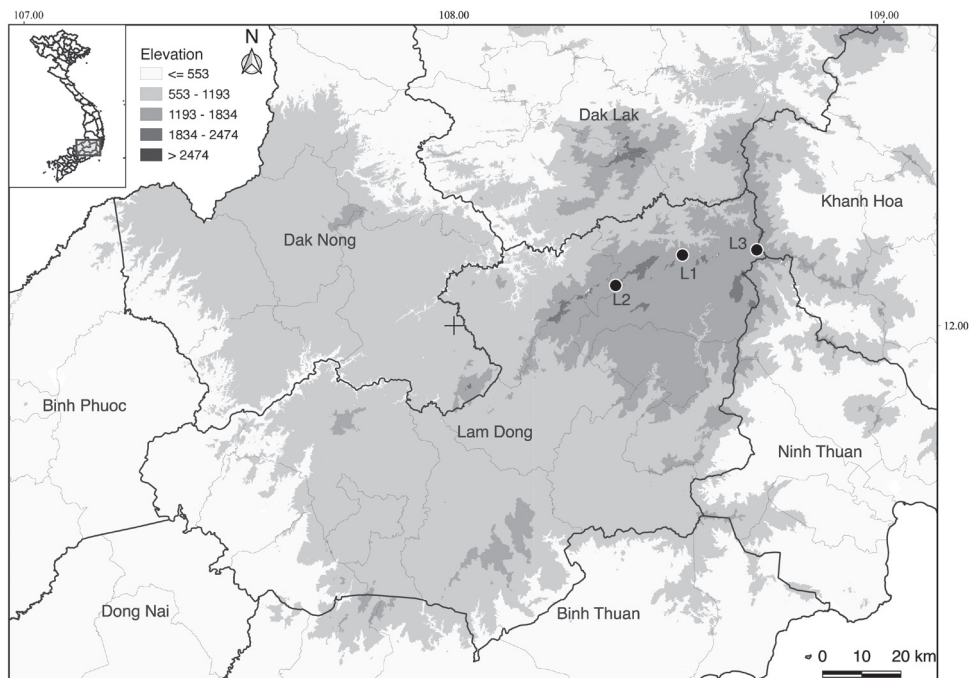 107.00
108.00
109.00
N
Elevation
<= 553
553 - 1193
1193 - 1834
1834 - 2474
> 2474
Dak Lak
Khanh Hoa
Dak Nong
L3
L1
L2
12.00
Binh Phuoc
Lam Dong
Ninh Thuan
Dong Nai
Binh Thuan
0 10 20 km